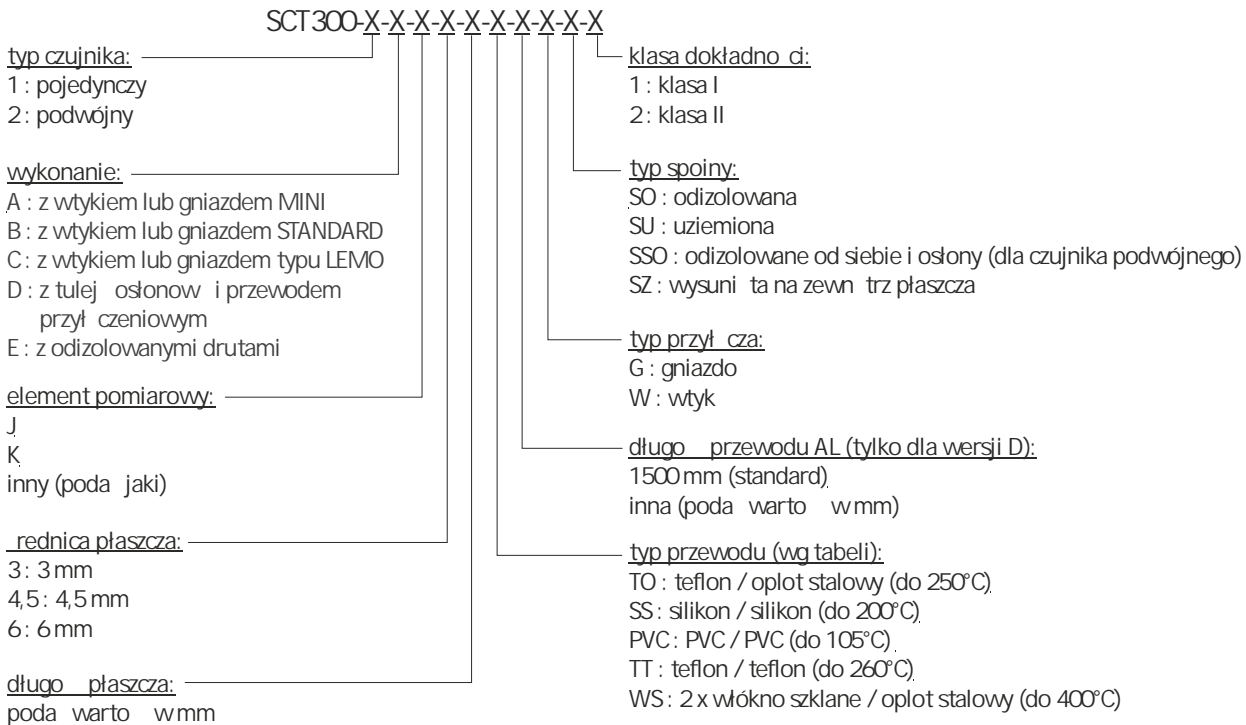 SCT300-X-X-X-X-X-X-X-X-X-X
typ czujnika:
1 : pojedynczy
2 : podwójny
wykonanie:
A : z wtykiem lub gniazdem MINI
B : z wtykiem lub gniazdem STANDARD
C : z wtykiem lub gniazdem typu LEMO
D : z tulej osłonow i przewodem
przył czeniowym
E : z odizolowanymi drutami
element pomiarowy:
J
K
inny (poda jaki)
rednica płaszcza:
3 : 3 mm
4,5 : 4,5 mm
6 : 6 mm
długo płaszcza:
poda warto w mm
klasa dokładno ci:
1 : klasa I
2 : klasa II
typ spoiny:
SO : odizolowana
SU : uziemiona
SSO : odizolowane od siebie i osłony (dla czujnika podwójnego)
SZ : wysuni ta na zewn trz płaszcza
typ przył cza:
G : gniazdo
W : wtyk
długo przewodu AL (tylko dla wersji D):
1500 mm (standard)
inna (poda warto w mm)
typ przewodu (wg tabeli):
TO : teflon / oplot stalowy (do 250°C)
SS : silikon / silikon (do 200°C)
PVC : PVC / PVC (do 105°C)
TT : teflon / teflon (do 260°C)
WS : 2 x włókno szklane / oplot stalowy (do 400°C)